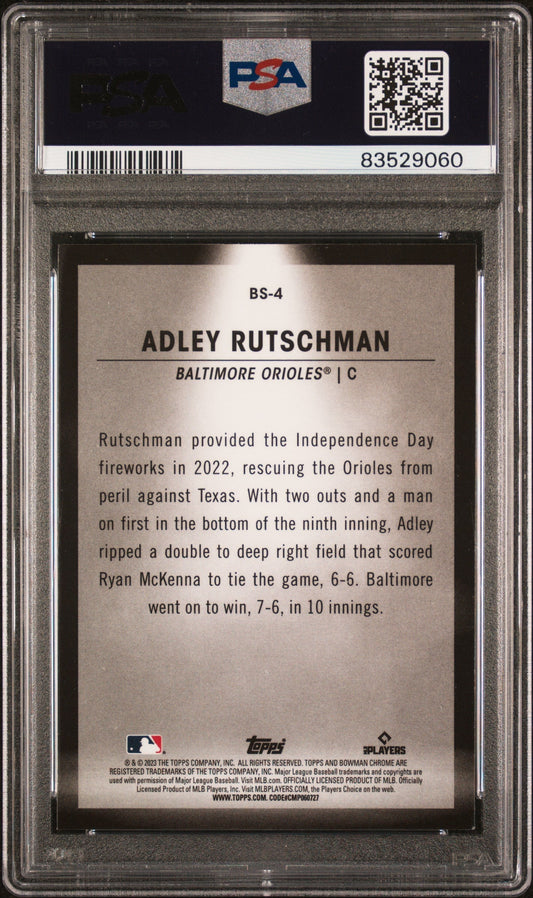 PSA
PSA
83529060
BS-4
ADLEY RUTSCHMAN
BALTIMORE ORIOLES® | C
Rutschman provided the Independence Day
fireworks in 2022, rescuing the Orioles from
peril against Texas. With two outs and a man
on first in the bottom of the ninth inning, Adley
ripped a double to deep right field that scored
Ryan McKenna to tie the game, 6-6. Baltimore
went on to win, 7-6, in 10 innings.
Topps
PLAYERS
® & © 2023 THE TOPPS COMPANY, INC. ALL RIGHTS RESERVED. TOPPS AND BOWMAN CHROME ARE
REGISTERED TRADEMARKS OF THE TOPPS COMPANY, INC. Major League Baseball trademarks and copyrights are
used with permission of Major League Baseball. Visit MLB.com. OFFICIALLY LICENSED PRODUCT OF MLB. Officially
Licensed Product of MLB Players, Inc. Visit MLBPLAYERS.COM, the Players Choice on the web.
WWW.TOPPS.COM. CODE#CMP060727
PSA